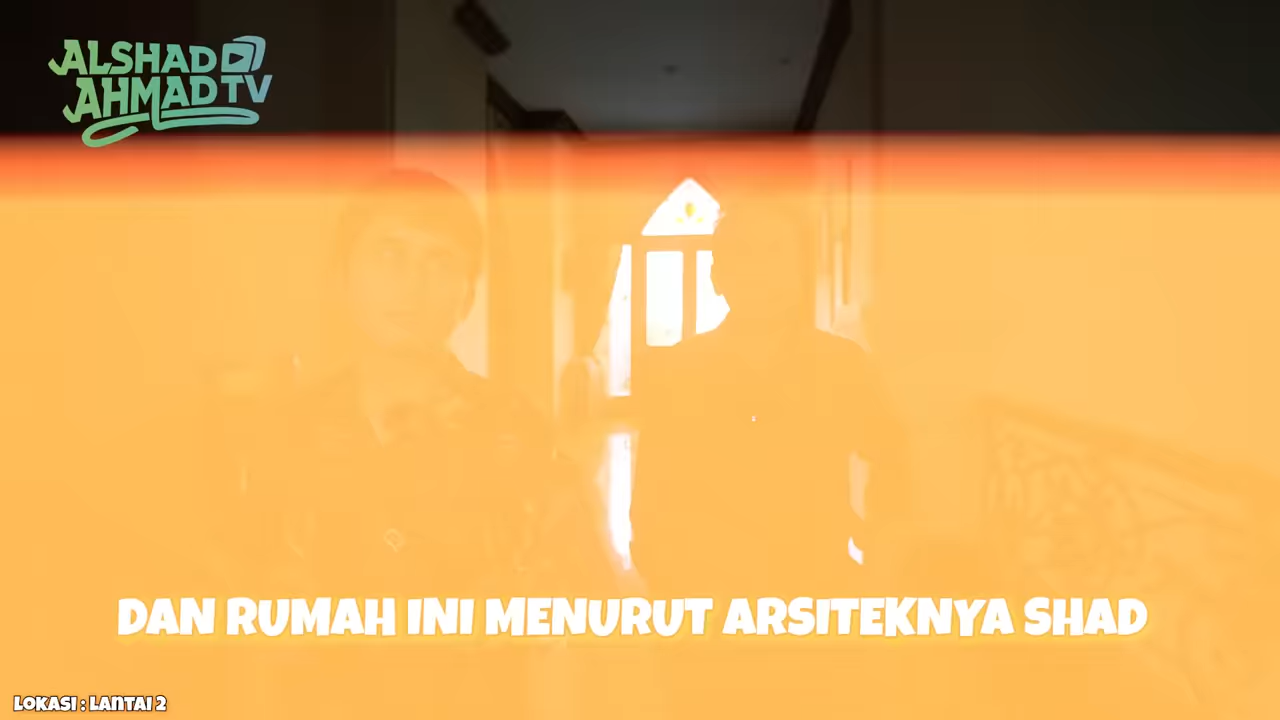 ALSHAD
AHMAD TV
DAN RUMAH INI MENURUT ARSITEKNYA SHAD
LOKASI : LANTAI 2